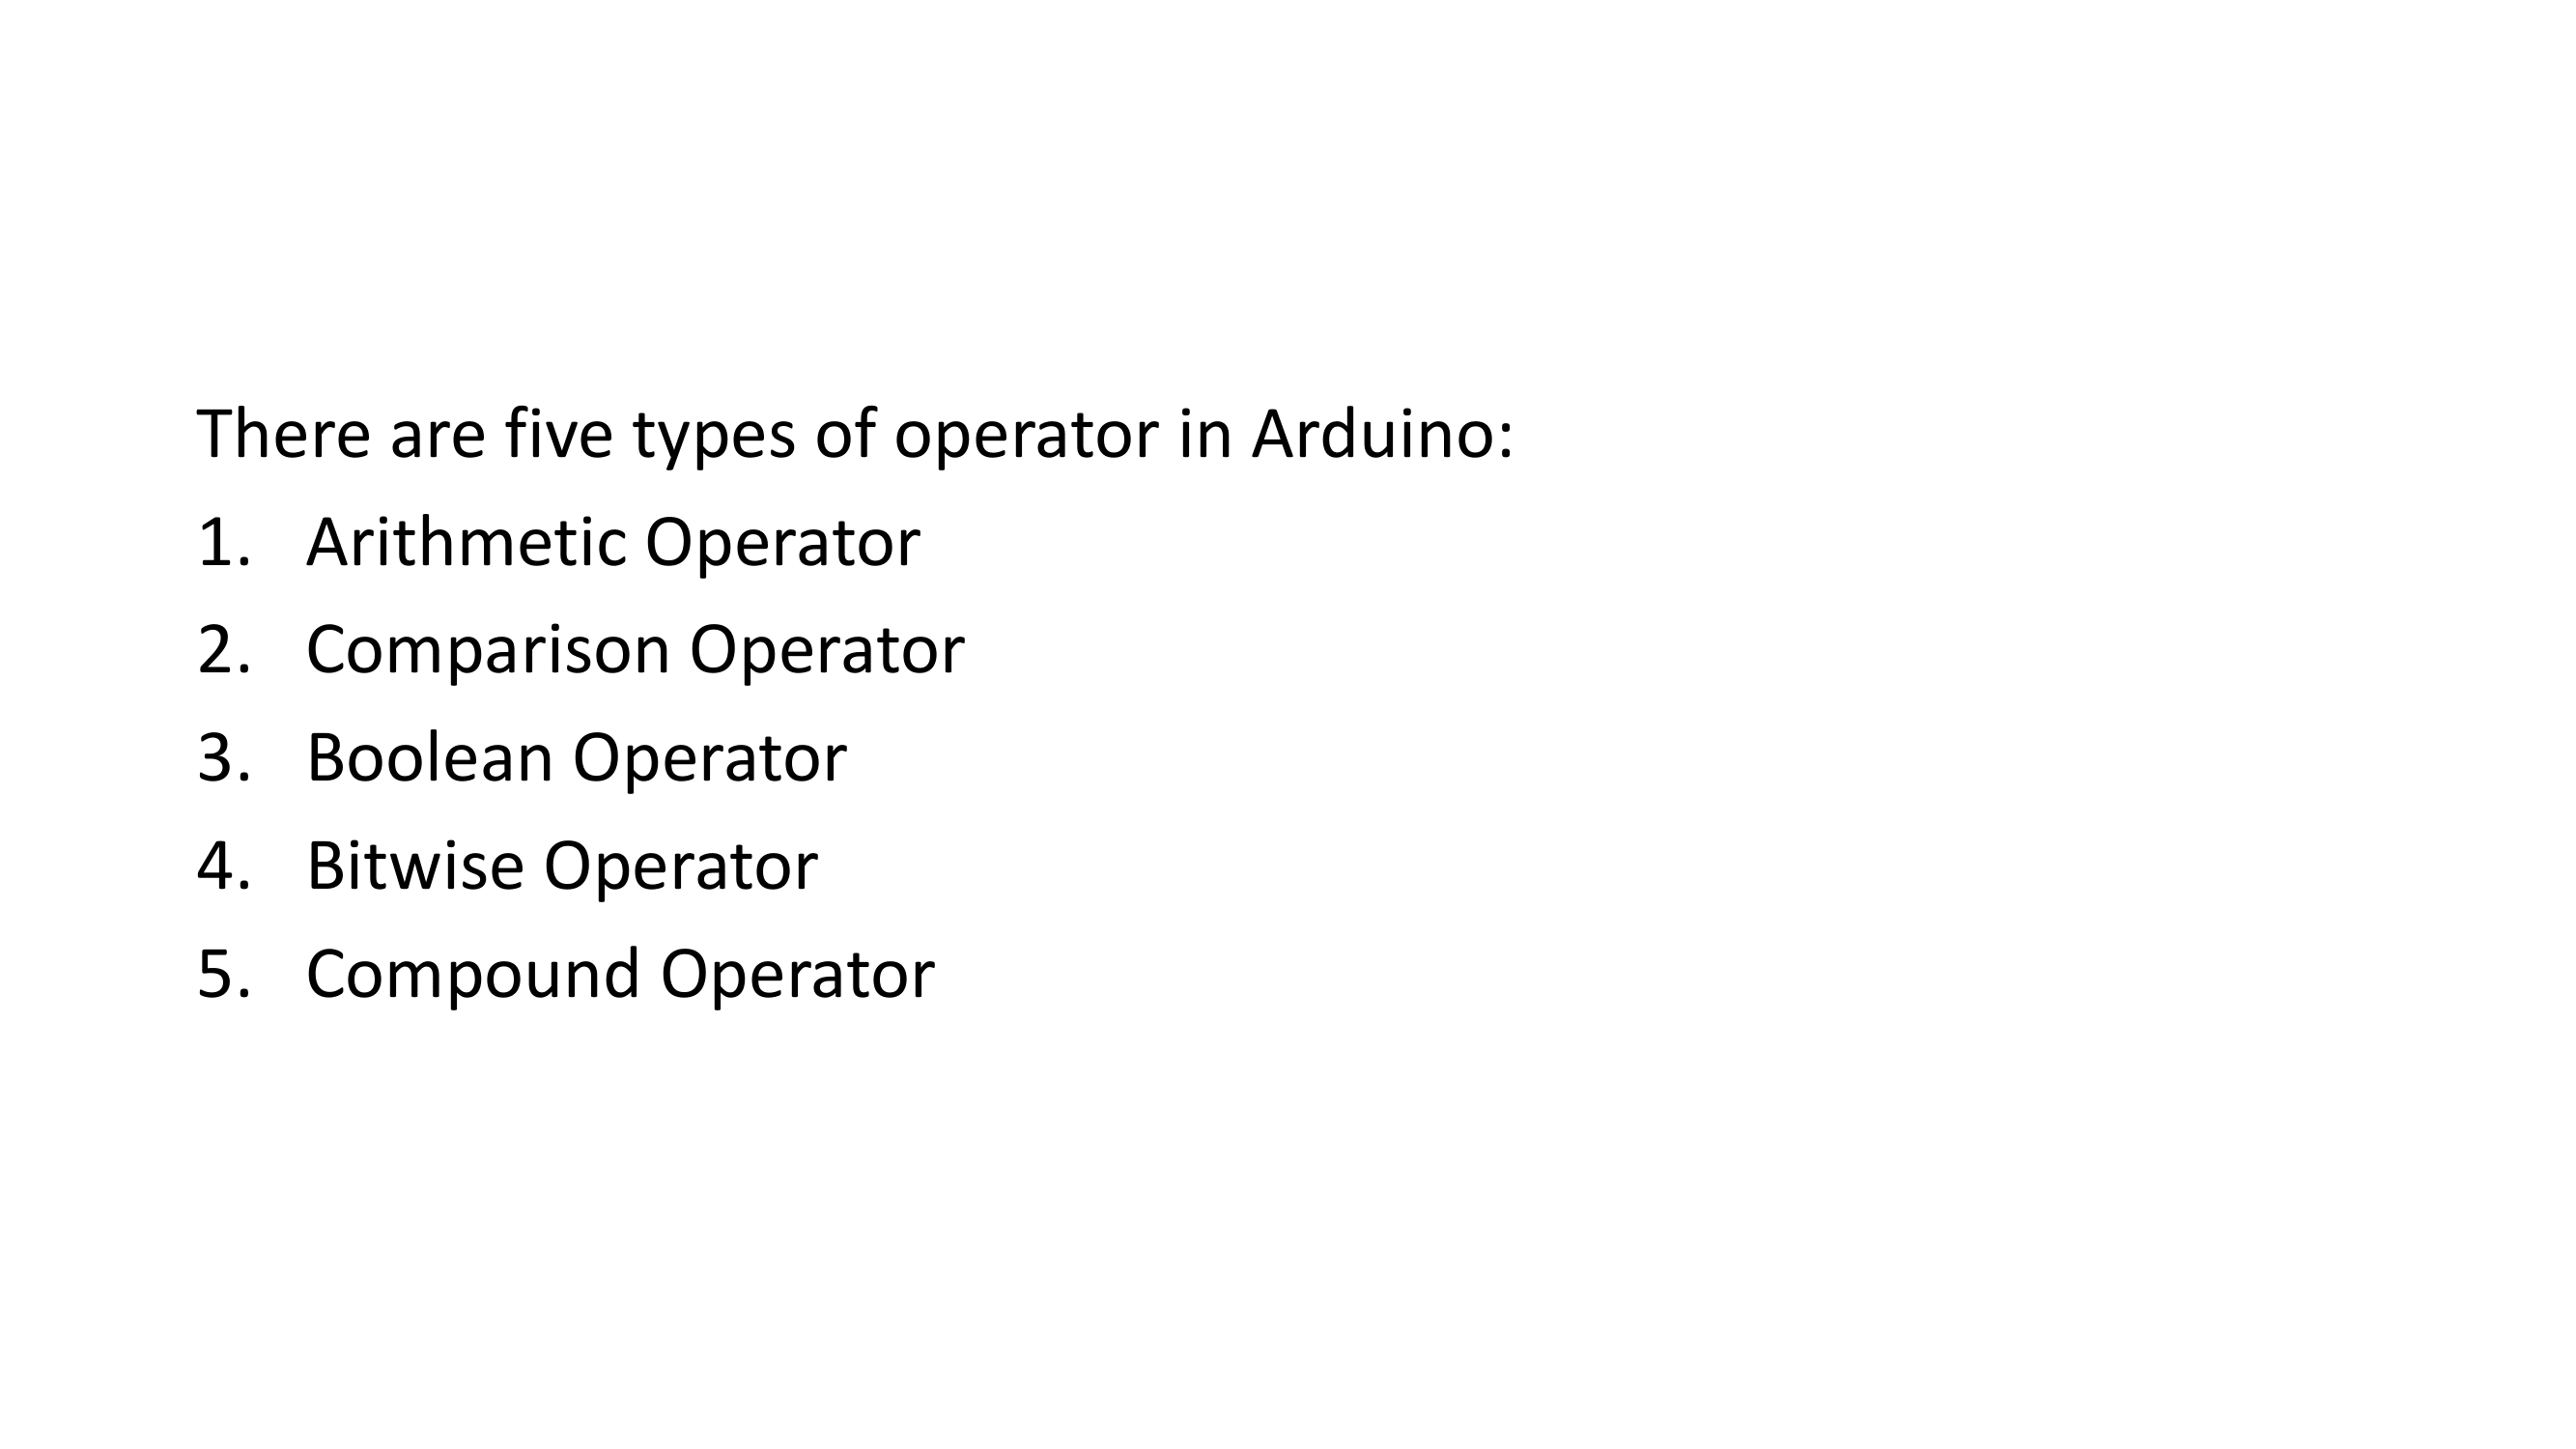 There are five types of operator in Arduino:
1. Arithmetic Operator
2. Comparison Operator
3. Boolean Operator
4. Bitwise Operator
5. Compound Operator